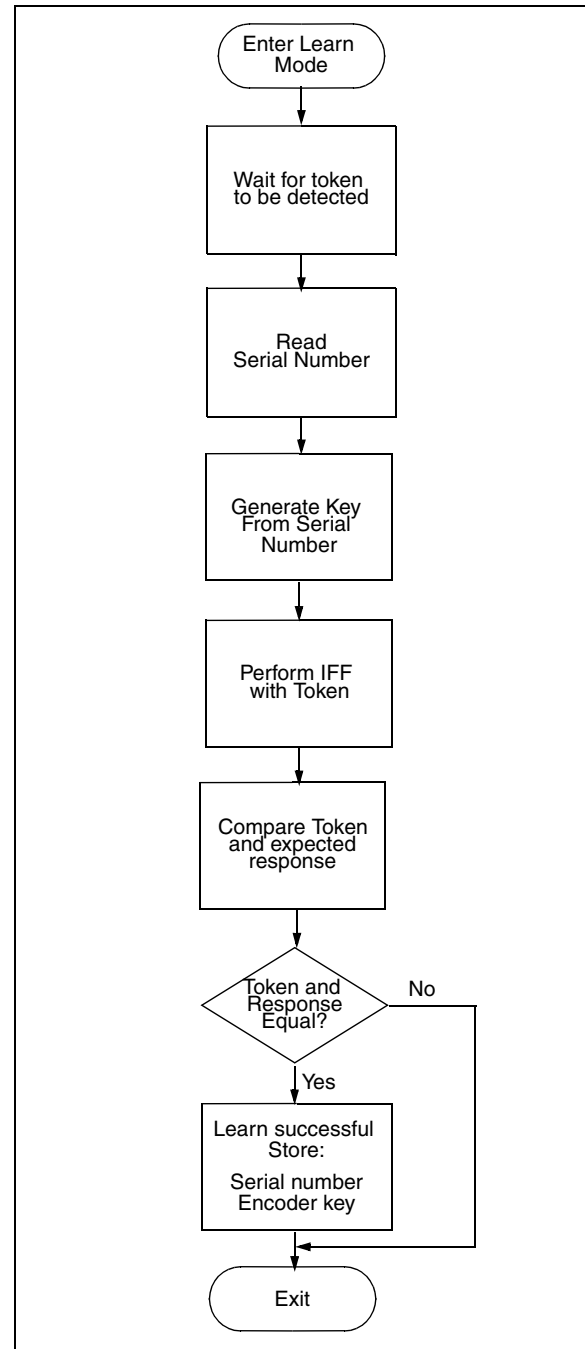 Enter Learn
Mode
Wait for token
to be detected
Read
Serial Number
Generate Key
From Serial
Number
Perform IFF
with Token
Compare Token
and expected
response
Token and
Response
Equal?
No
Yes
Learn successful
Store:
Serial number
Encoder key
Exit